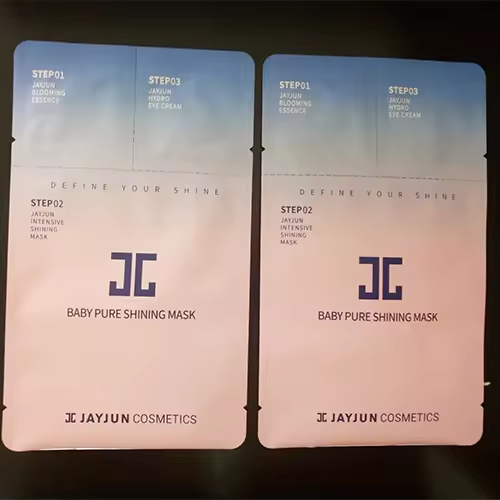 STEP01
JAYJUN
BLOOMING
ESSENCE
STEP03
JAYJUN
HYDRO
EYE CREAM
DEFINE YOUR SHINE
STEP02
JAYJUN
INTENSIVE
SHINING
MASK
BABY PURE SHINING MASK
JAYJUN COSMETICS
STEP01
JAYJUN
BLOOMING
ESSENCE
STEP03
JAYJUN
HYDRO
EYE CREAM
DEFINE YOUR SHINE
STEP02
JAYJUN
INTENSIVE
SHINING
MASK
BABY PURE SHINING MASK
JAYJUN COSMETICS